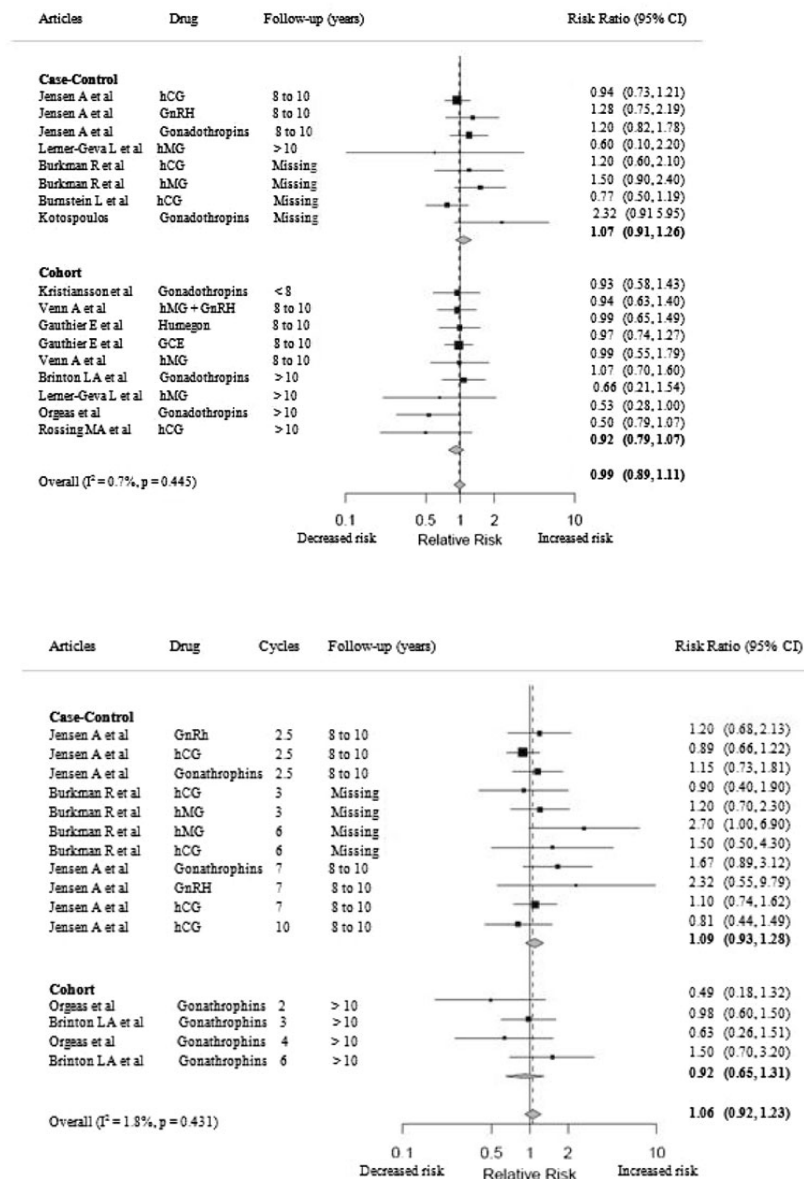 Articles Drug Follow-up (years) Risk Ratio (95% CI)
Case-Control
Jensen A et al hCG 8 to 10 0.94 (0.73, 1.21)
Jensen A et al GnRH 8 to 10 1.28 (0.75, 2.19)
Jensen A et al Gonadothropins 8 to 10 1.20 (0.82, 1.78)
Lerner-Geva L et al hMG >10 0.60 (0.10, 2.20)
Burkman R et al hCG Missing 1.20 (0.60, 2.10)
Burkman R et al hMG Missing 1.50 (0.90, 2.40)
Burnstein L et al hCG Missing 0.77 (0.50, 1.19)
Kotospoulos Gonadothropins Missing 2.32 (0.91 5.95)
1.07 (0.91, 1.26)
Cohort
Kristiansson et al Gonadothropins <8 0.93 (0.58, 1.43)
Venn A et al hMG + GnRH 8 to 10 0.94 (0.63, 1.40)
Gauthier E et al Humegon 8 to 10 0.99 (0.65, 1.49)
Gauthier E et al GCE 8 to 10 0.97 (0.74, 1.27)
Venn A et al hMG 8 to 10 0.99 (0.55, 1.79)
Brinton LA et al Gonadothropins >10 1.07 (0.70, 1.60)
Lerner-Geva L et al hMG >10 0.66 (0.21, 1.54)
Orgeas et al Gonadothropins >10 0.53 (0.28, 1.00)
Rossing MA et al hCG >10 0.50 (0.79, 1.07)
0.92 (0.79, 1.07)
Overall (I² = 0.7%, p = 0.445) 0.99 (0.89, 1.11)
0.1 0.5 1 2 10
Decreased risk Relative Risk Increased risk
Articles Drug Cycles Follow-up (years) Risk Ratio (95% CI)
Case-Control
Jensen A et al GnRh 2.5 8 to 10 1.20 (0.68, 2.13)
Jensen A et al hCG 2.5 8 to 10 0.89 (0.66, 1.22)
Jensen A et al Gonathrophins 2.5 8 to 10 1.15 (0.73, 1.81)
Burkman R et al hCG 3 Missing 0.90 (0.40, 1.90)
Burkman R et al hMG 3 Missing 1.20 (0.70, 2.30)
Burkman R et al hMG 6 Missing 2.70 (1.00, 6.90)
Burkman R et al hCG 6 Missing 1.50 (0.50, 4.30)
Jensen A et al Gonathrophins 7 8 to 10 1.67 (0.89, 3.12)
Jensen A et al GnRH 7 8 to 10 2.32 (0.55, 9.79)
Jensen A et al hCG 7 8 to 10 1.10 (0.74, 1.62)
Jensen A et al hCG 10 8 to 10 0.81 (0.44, 1.49)
1.09 (0.93, 1.28)
Cohort
Orgeas et al Gonathrophins 2 >10 0.49 (0.18, 1.32)
Brinton LA et al Gonathrophins 3 >10 0.98 (0.60, 1.50)
Orgeas et al Gonathrophins 4 >10 0.63 (0.26, 1.51)
Brinton LA et al Gonathrophins 6 >10 1.50 (0.70, 3.20)
0.92 (0.65, 1.31)
Overall (I² = 1.8%, p = 0.431) 1.06 (0.92, 1.23)
0.1 0.5 1 2 10
Decreased risk Relative Risk Increased risk